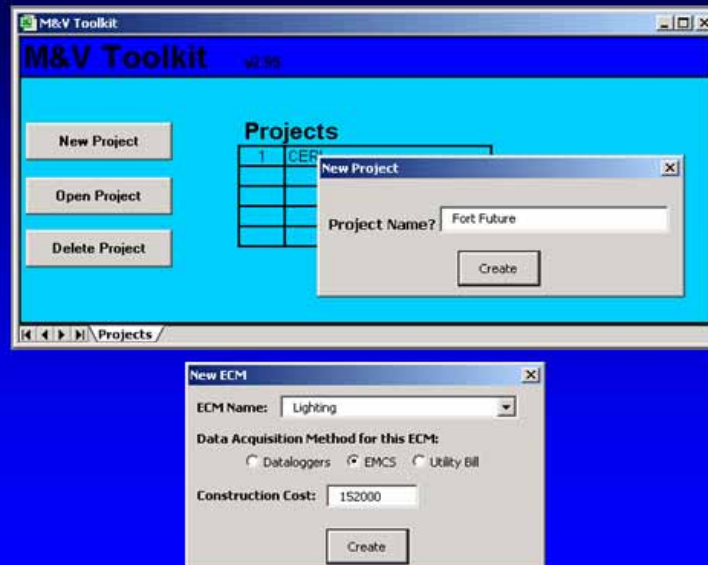 M&V Toolkit
M&V Toolkit
New Project
Open Project
Delete Project
Projects
1
New Project
Project Name? Fort Future
Create
Projects
New ECM
ECM Name: Lighting
Data Acquisition Method for this ECM:
Dataloggers EMCS Utility Bill
Construction Cost: 152000
Create